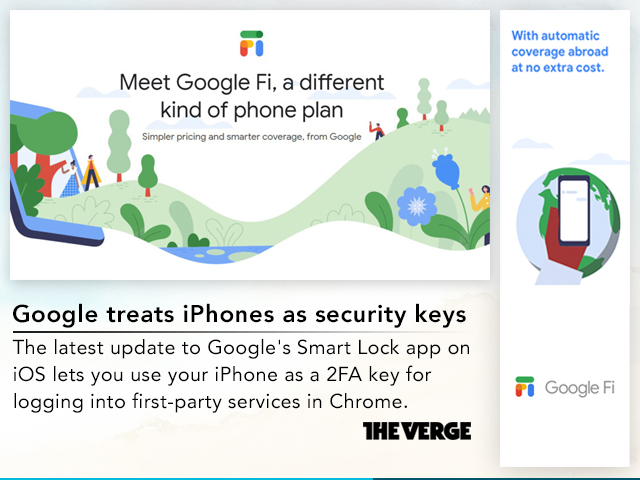 Fi
Meet Google Fi, a different
kind of phone plan
Simpler pricing and smarter coverage, from Google
With automatic
coverage abroad
at no extra cost.
Google Fi
Google treats iPhones as security keys
The latest update to Google's Smart Lock app on
iOS lets you use your iPhone as a 2FA key for
logging into first-party services in Chrome.
THE VERGE